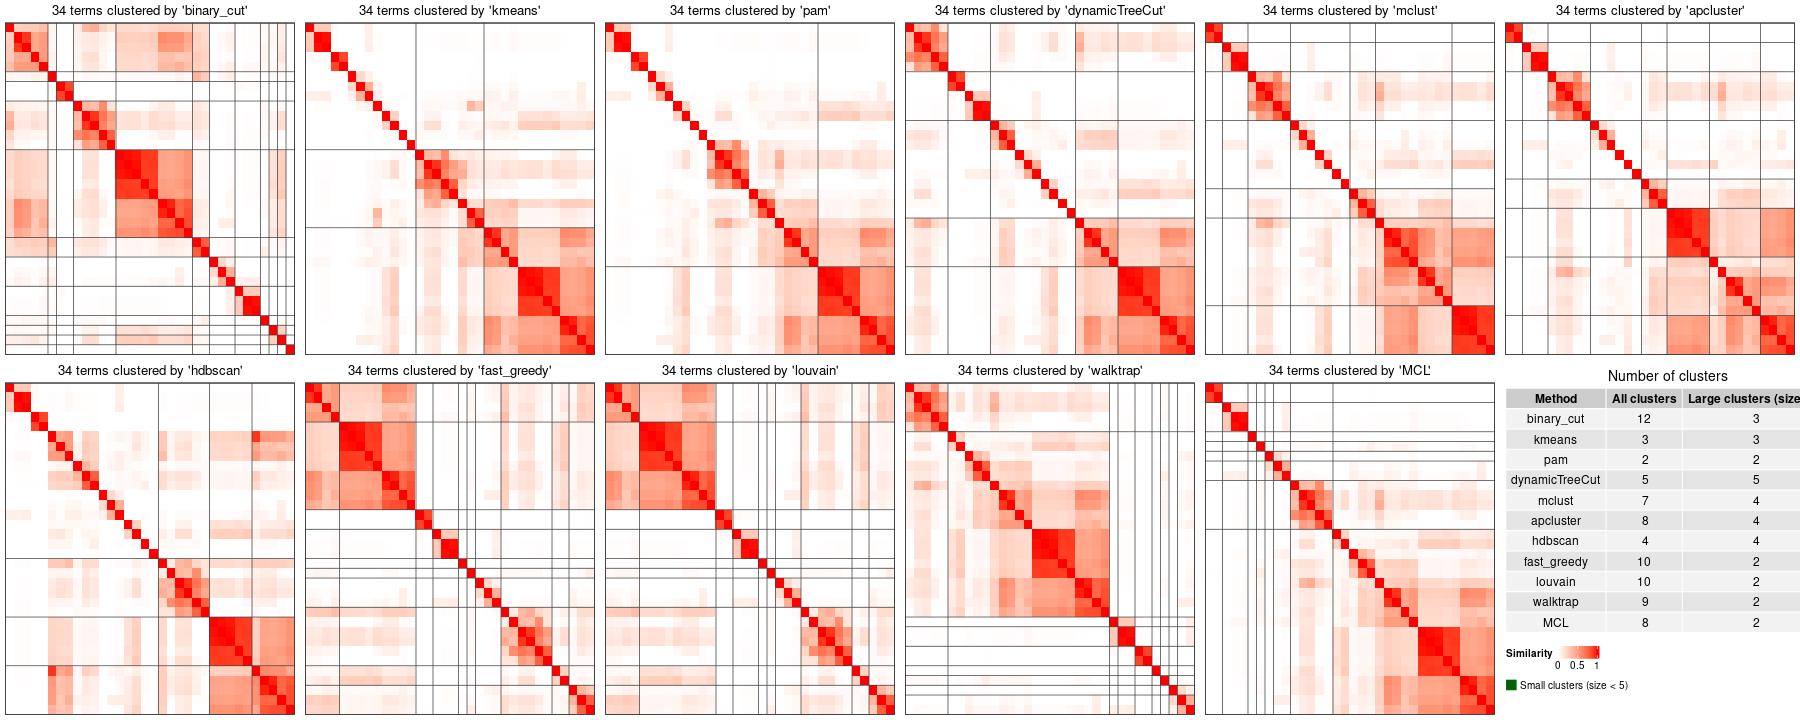 34 terms clustered by 'binary_cut'
34 terms clustered by 'kmeans'
34 terms clustered by 'pam'
34 terms clustered by 'dynamicTreeCut'
34 terms clustered by 'mclust'
34 terms clustered by 'apcluster'
34 terms clustered by 'hdbscan'
34 terms clustered by 'fast_greedy'
34 terms clustered by 'louvain'
34 terms clustered by 'walktrap'
34 terms clustered by 'MCL'
Number of clusters
Method All clusters Large clusters (size
binary_cut 12 3
kmeans 3 3
pam 2 2
dynamicTreeCut 5 5
mclust 7 4
apcluster 8 4
hdbscan 4 4
fast_greedy 10 2
louvain 10 2
walktrap 9 2
MCL 8 2
Similarity
0 0.5 1
Small clusters (size < 5)